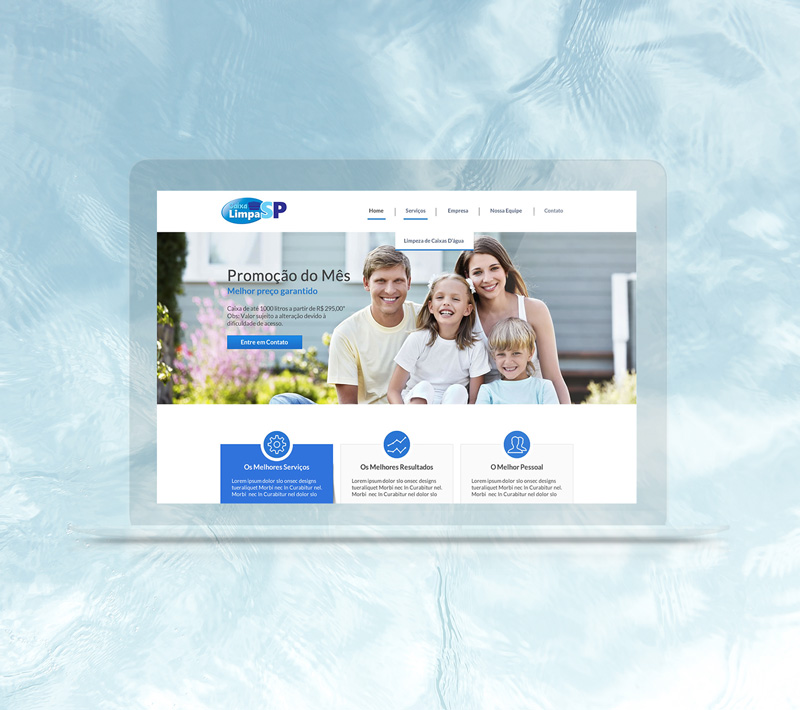 Caixa
Limpa SP
Home
Serviços
Empresa
Nossa Equipe
Contato
Limpeza de Caixas D'água
Promoção do Mês
Melhor preço garantido
Caixa de até 1000 litros a partir de R$ 295,00*
Obs: Valor sujeito a alteração devido à
dificuldade de acesso.
Entre em Contato
Os Melhores Serviços
Lorem ipsum dolor slo onsec designs
tueraliquet Morbi nec In Curabitur nel.
Morbi nec In Curabitur nel dolor slo
Os Melhores Resultados
Lorem ipsum dolor slo onsec designs
tueraliquet Morbi nec In Curabitur nel.
Morbi nec In Curabitur nel dolor slo
O Melhor Pessoal
Lorem ipsum dolor slo onsec designs
tueraliquet Morbi nec In Curabitur nel.
Morbi nec In Curabitur nel dolor slo